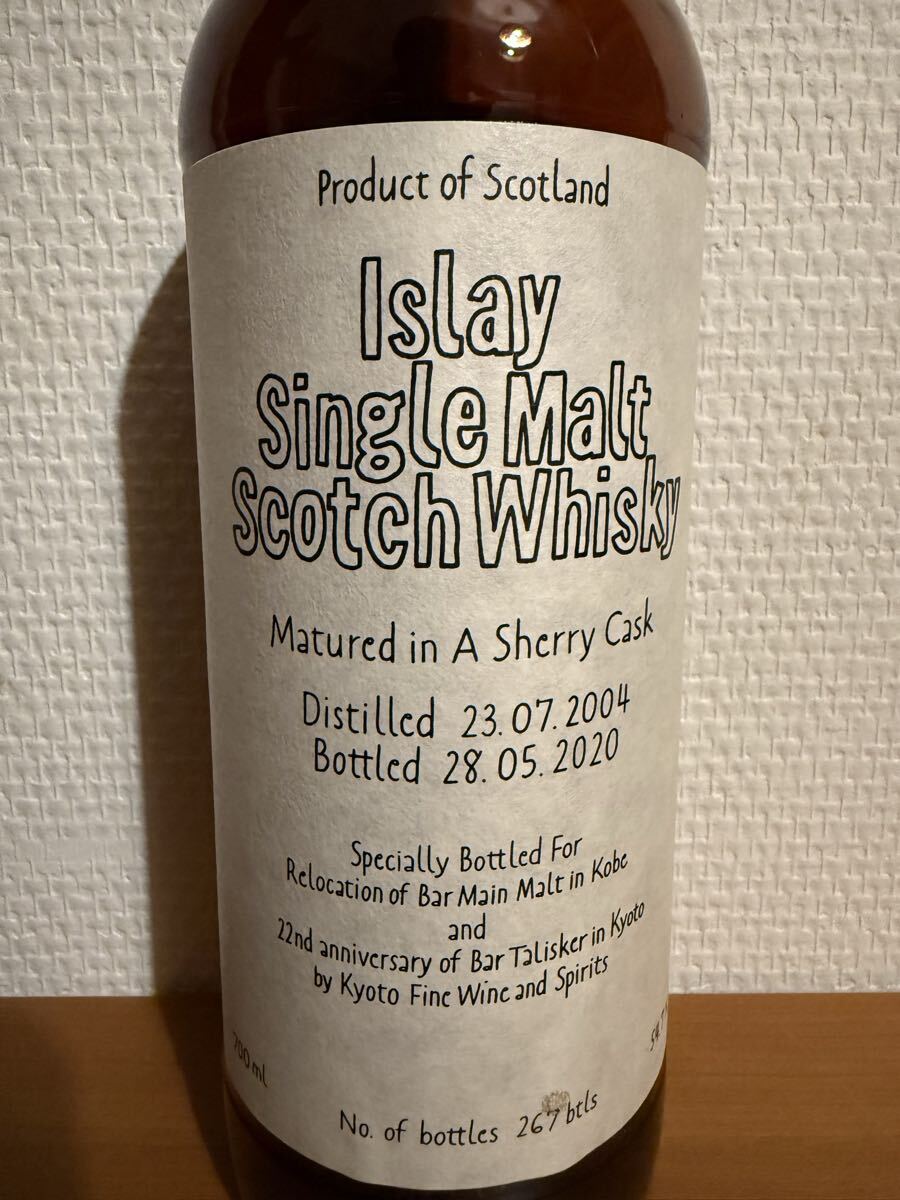 Product of Scotland
Islay
Single Malt
Scotch Whisky
Matured in A Sherry Cask
Distilled 23.07.2004
Bottled 28.05.2020
Specially Bottled For
Relocation of Bar Main Malt in Kobe
and
22nd anniversary of Bar Talisker in Kyoto
by Kyoto Fine Wine and Spirits
700 ml
No. of bottles 267 btls